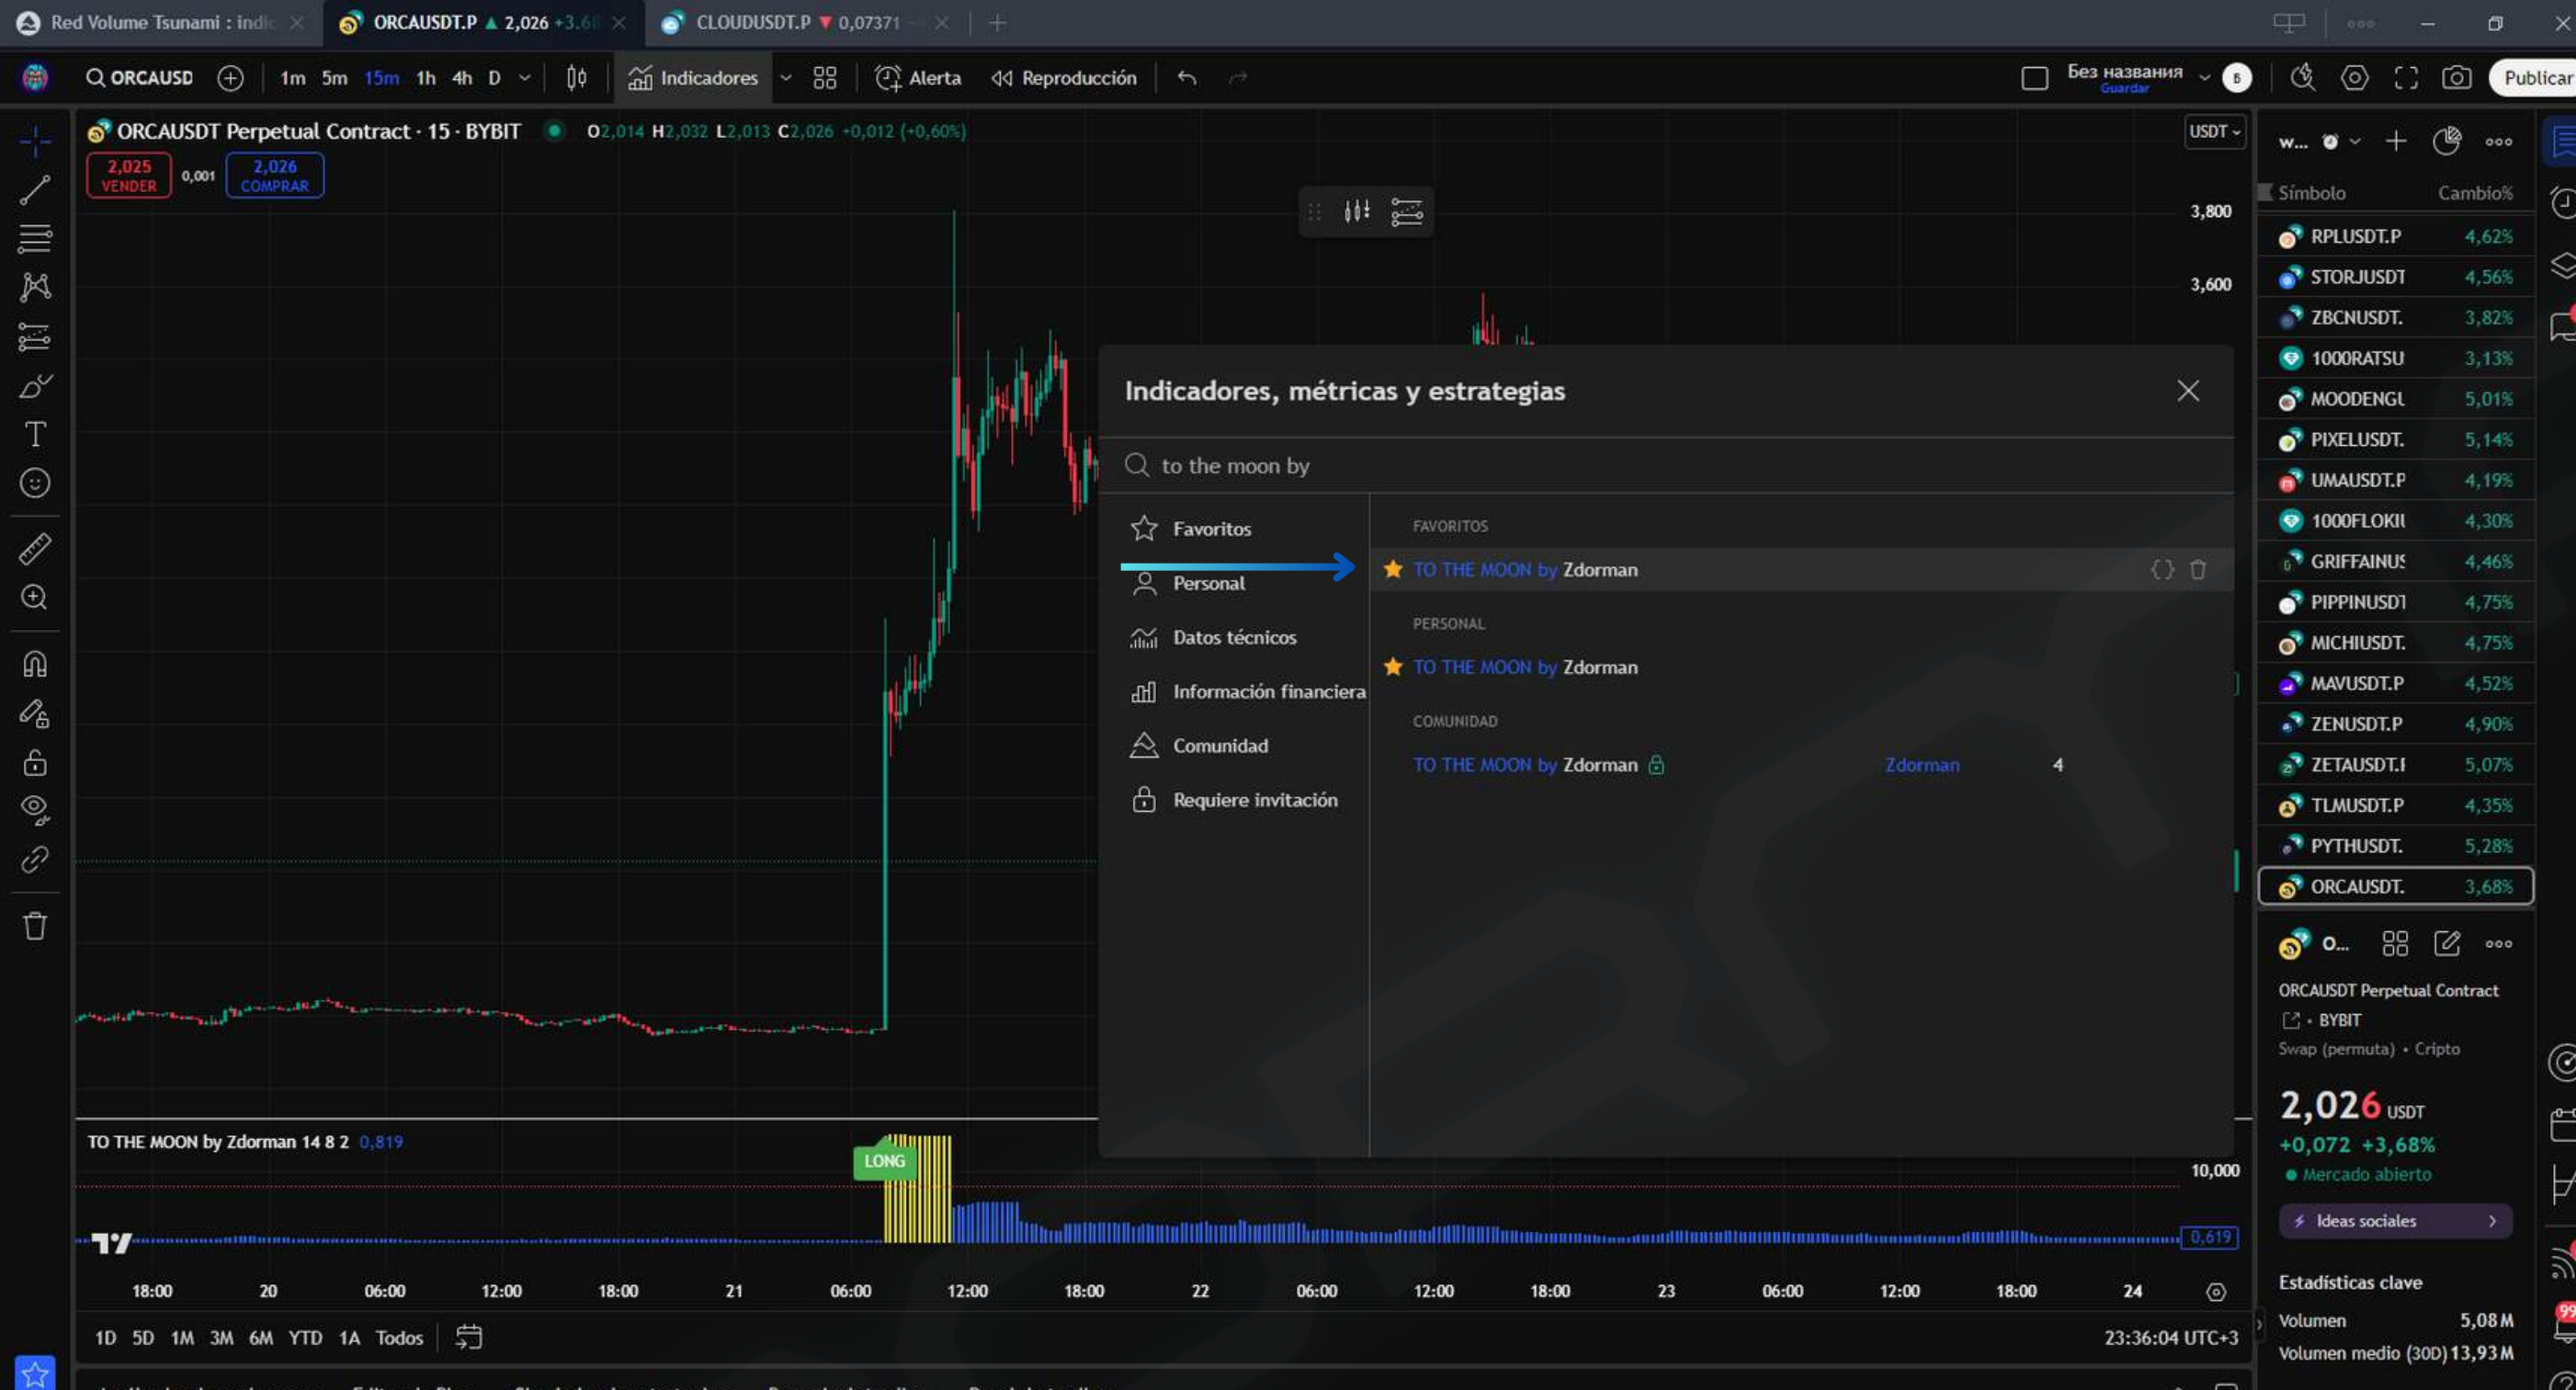 Red Volume Tsunami : indic
ORCAUSDT.P ▲ 2,026 +3.68
CLOUDUSDT.P ▼ 0,07371
ORCAUSD
1m 5m 15m 1h 4h D
Indicadores
Alerta
Reproducción
Без названия
Guardar
Б
Publicar
ORCAUSDT Perpetual Contract · 15 · BYBIT
O2,014 H2,032 L2,013 C2,026 +0,012 (+0,60%)
2,025
VENDER
0,001
2,026
COMPRAR
USDT
3,800
3,600
Indicadores, métricas y estrategias
to the moon by
Favoritos
Personal
Datos técnicos
Información financiera
Comunidad
Requiere invitación
FAVORITOS
TO THE MOON by Zdorman
PERSONAL
TO THE MOON by Zdorman
COMUNIDAD
TO THE MOON by Zdorman Zdorman 4
TO THE MOON by Zdorman 14 8 2 0,819
LONG
10,000
0,619
18:00 20 06:00 12:00 18:00 21 06:00 12:00 18:00 22 06:00 12:00 18:00 23 06:00 12:00 18:00 24
1D 5D 1M 3M 6M YTD 1A Todos
23:36:04 UTC+3
w...
Símbolo Cambio%
RPLUSDT.P 4,62%
STORJUSDT 4,56%
ZBCNUSDT. 3,82%
1000RATSU 3,13%
MOODENGU 5,01%
PIXELUSDT. 5,14%
UMAUSDT.P 4,19%
1000FLOKIU 4,30%
GRIFFAINUS 4,46%
PIPPINUSDT 4,75%
MICHIUSDT. 4,75%
MAVUSDT.P 4,52%
ZENUSDT.P 4,90%
ZETAUSDT.P 5,07%
TLMUSDT.P 4,35%
PYTHUSDT. 5,28%
ORCAUSDT. 3,68%
O...
ORCAUSDT Perpetual Contract
• BYBIT
Swap (permuta) • Cripto
2,026 USDT
+0,072 +3,68%
Mercado abierto
Ideas sociales
Estadísticas clave
Volumen 5,08 M
Volumen medio (30D) 13,93 M
99